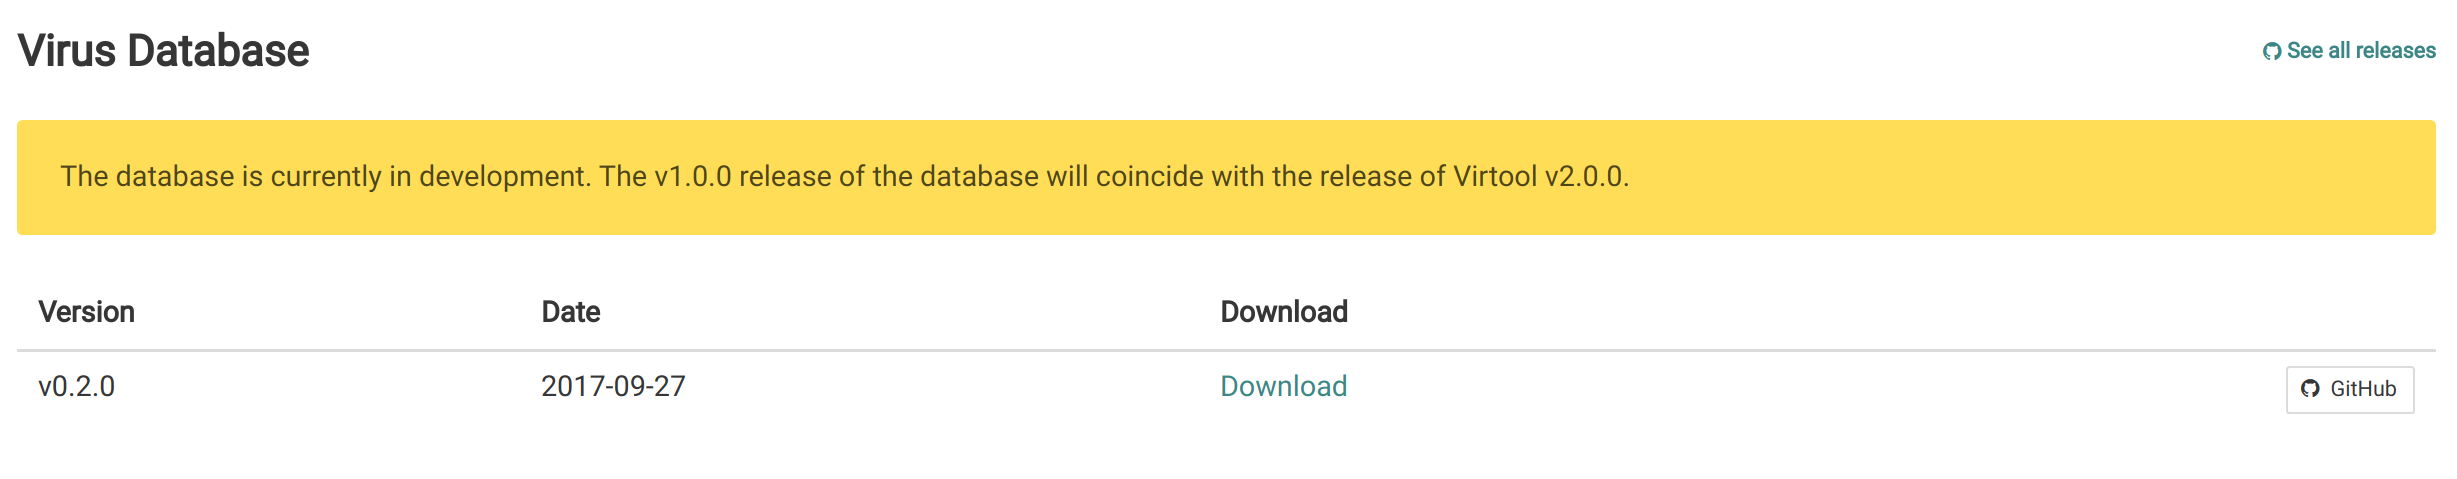 Virus Database
See all releases
The database is currently in development. The v1.0.0 release of the database will coincide with the release of Virtool v2.0.0.
Version Date Download
v0.2.0 2017-09-27 Download GitHub